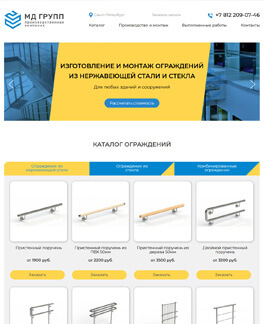 МД ГРУПП
ПРОИЗВОДСТВЕННАЯ
КОМПАНИЯ
Санкт-Петербург
Заказать звонок
+7 812 209-07-46
Каталог
Производство и монтаж
Выполненные работы
Контакты
ИЗГОТОВЛЕНИЕ И МОНТАЖ ОГРАЖДЕНИЙ
ИЗ НЕРЖАВЕЮЩЕЙ СТАЛИ И СТЕКЛА
Для любых зданий и сооружений
Рассчитать стоимость
КАТАЛОГ ОГРАЖДЕНИЙ
Ограждения из
нержавеющей стали
Ограждения из
стекла
Комбинированные
ограждения
Пристенный поручень
от 1900 руб.
Заказать
Пристенный поручень из
ПВХ 50мм
от 2200 руб.
Заказать
Пристенный поручень из
дерева 50мм
от 3500 руб.
Заказать
Двойной пристенный
поручень
от 3300 руб.
Заказать